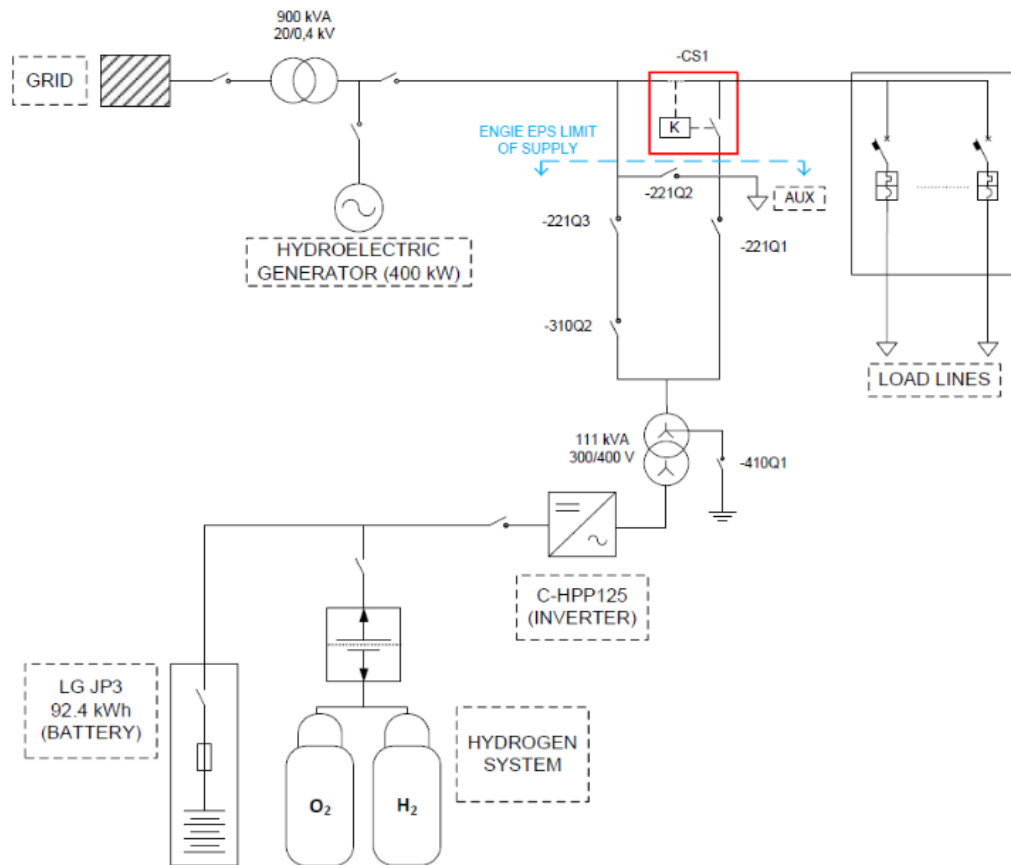 900 kVA
20/0,4 kV
-CS1
GRID
K
ENGIE EPS LIMIT
OF SUPPLY
-221Q2
AUX
-221Q3
-221Q1
HYDROELECTRIC
GENERATOR (400 kW)
-310Q2
LOAD LINES
111 kVA
300/400 V
-410Q1
C-HPP125
(INVERTER)
LG JP3
92.4 kWh
(BATTERY)
HYDROGEN
SYSTEM
O₂
H₂